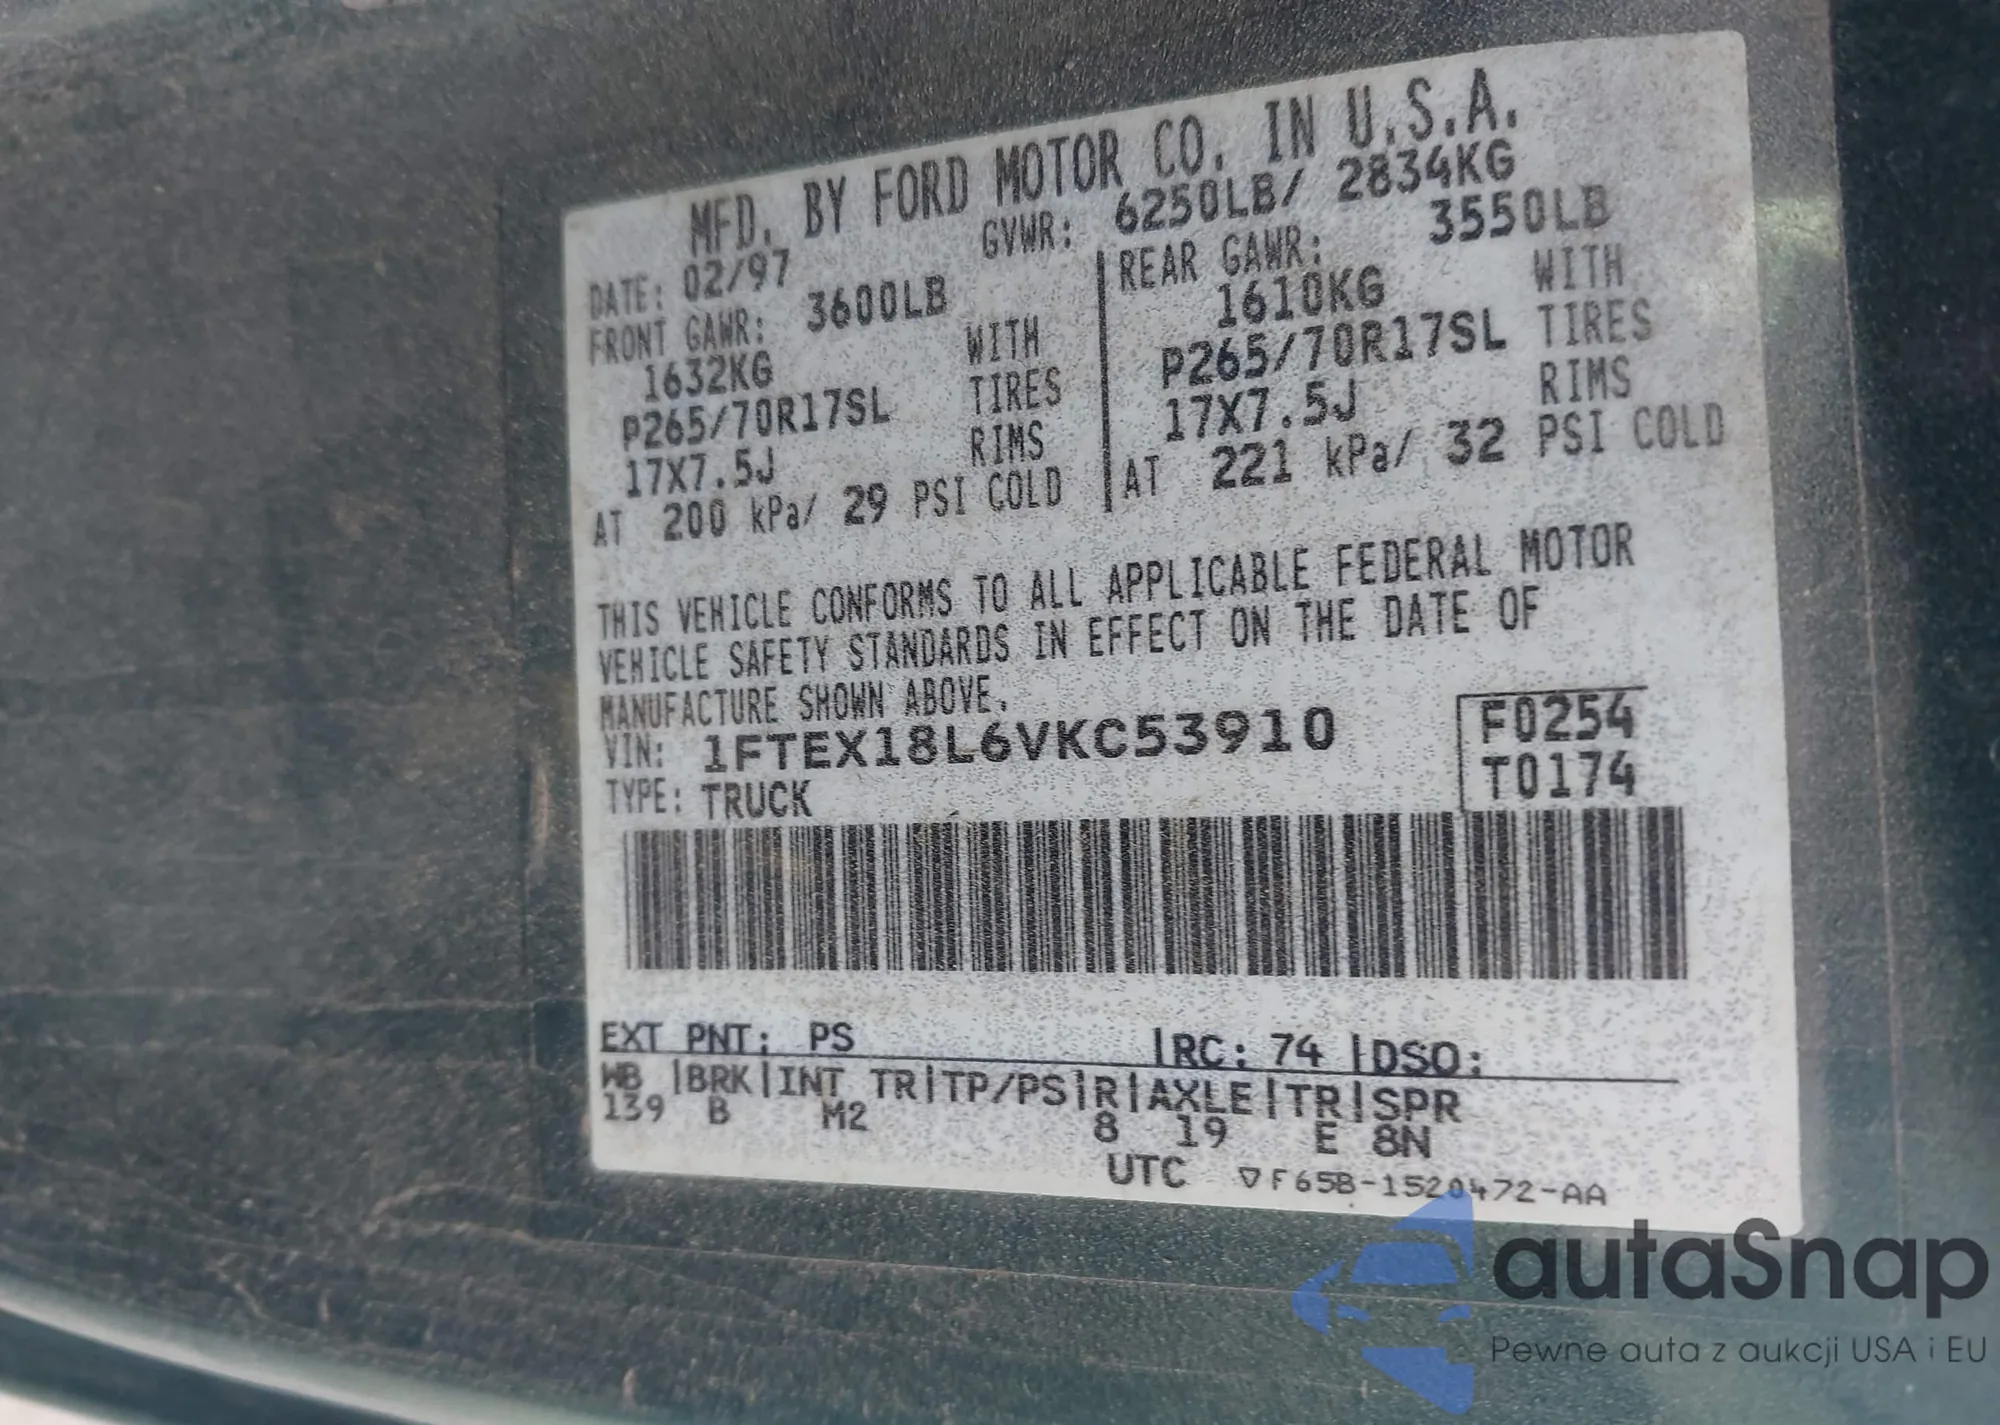 MFD. BY FORD MOTOR CO. IN U.S.A.
DATE: 02/97 GVWR: 6250LB/ 2834KG
FRONT GAWR: 3600LB
1632KG WITH
P265/70R17SL TIRES
17X7.5J RIMS
AT 200 kPa/ 29 PSI COLD
REAR GAWR: 3550LB
1610KG WITH
P265/70R17SL TIRES
17X7.5J RIMS
AT 221 kPa/ 32 PSI COLD
THIS VEHICLE CONFORMS TO ALL APPLICABLE FEDERAL MOTOR
VEHICLE SAFETY STANDARDS IN EFFECT ON THE DATE OF
MANUFACTURE SHOWN ABOVE.
VIN: 1FTEX18L6VKC53910
TYPE: TRUCK
F0254
T0174
EXT PNT: PS |RC: 74 |DSO:
WB |BRK|INT TR|TP/PS|R|AXLE|TR|SPR
139 B M2 8 19 E 8N
UTC ▽F65B-1520472-AA
autaSnap
Pewne auta z aukcji USA i EU